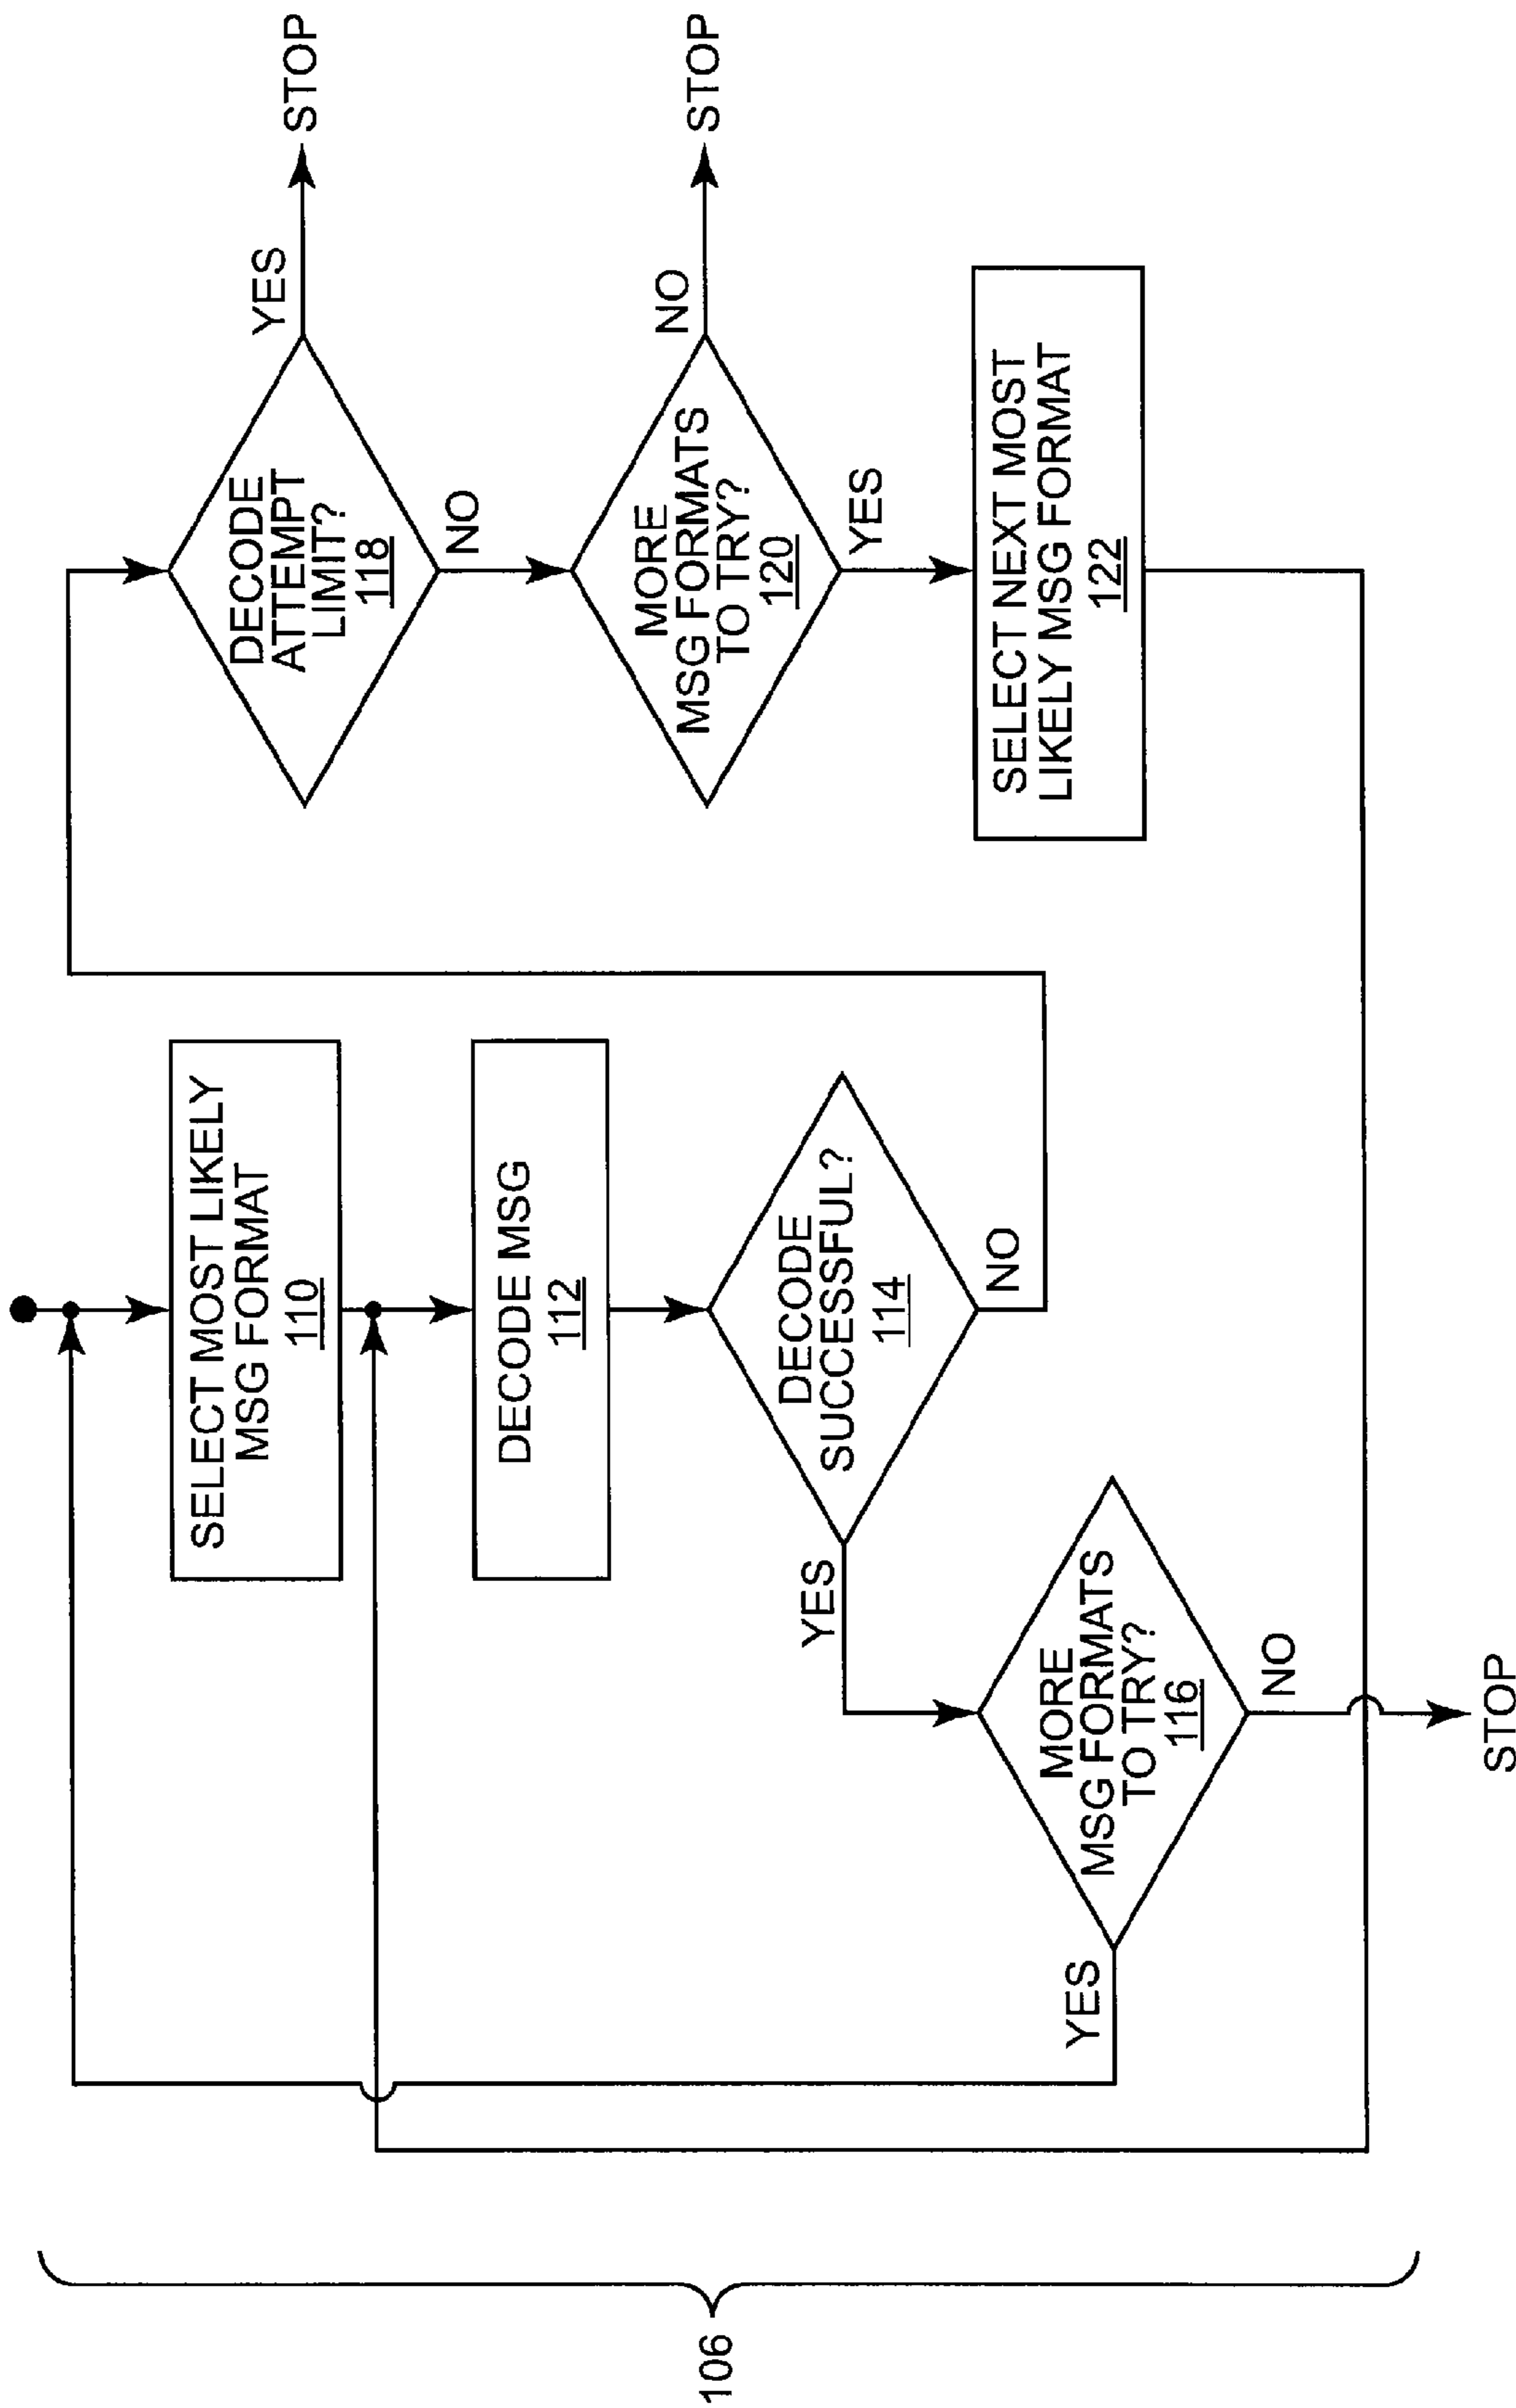 SELECT MOST LIKELY
MSG FORMAT
110
DECODE MSG
112
DECODE
SUCCESSFUL?
114
YES
NO
MORE
MSG FORMATS
TO TRY?
116
YES
NO
STOP
DECODE
ATTEMPT
LIMIT?
118
YES
STOP
NO
MORE
MSG FORMATS
TO TRY?
120
NO
STOP
YES
SELECT NEXT MOST
LIKELY MSG FORMAT
122
106